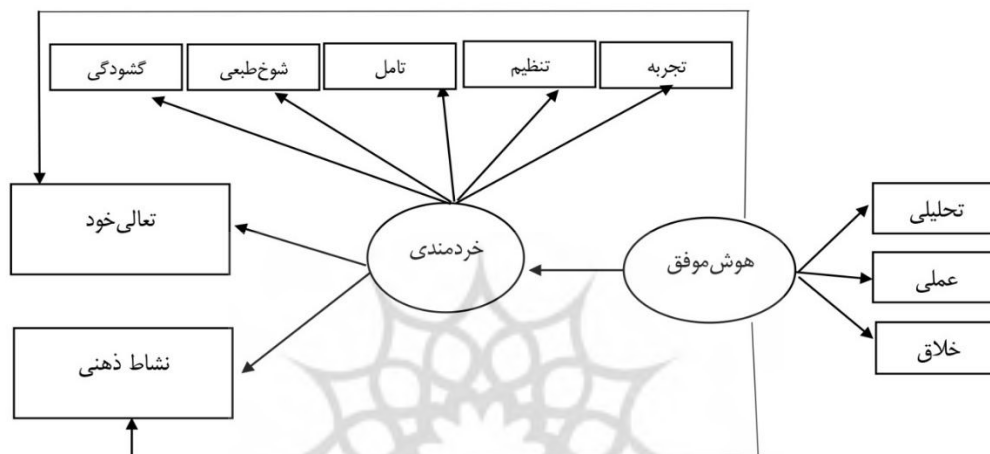 تجربه
تنظیم
تامل
شوخ‌طبعی
گشودگی
تحلیلی
تعالی‌خود
خردمندی
هوش‌موفق
عملی
خلاق
نشاط ذهنی